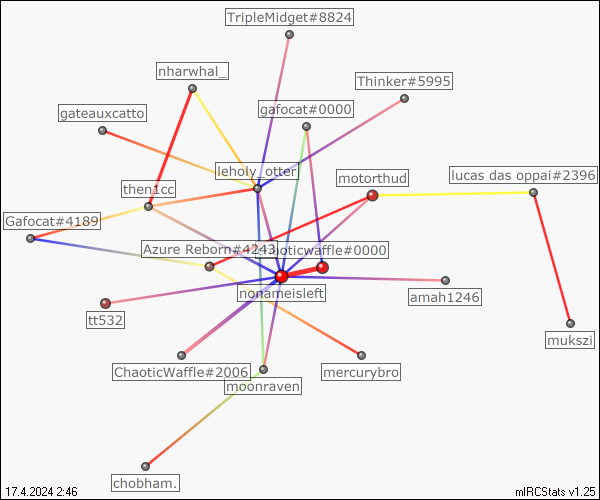 TripleMidget#8824
nharwhal_
Thinker#5995
gafocat#0000
gateauxcatto
leholy_otter
motorthud
lucas das oppai#2396
then1cc
Gafocat#4189
Azure Reborn#4243
aoticwaffle#0000
nonameisleft
amah1246
tt532
mukszi
ChaoticWaffle#2006
mercurybro
moonraven
chobham.
17.4.2024 2:46
mIRCStats v1.25